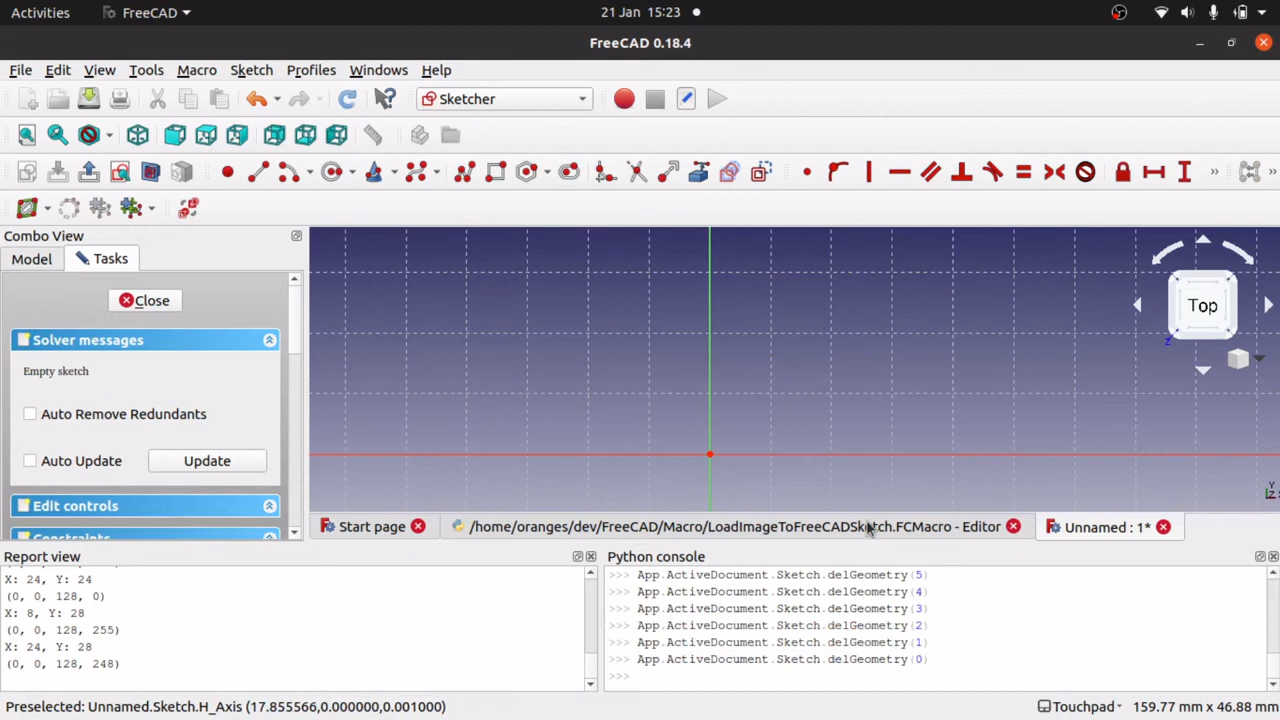 Activities FreeCAD 21 Jan 15:23
FreeCAD 0.18.4
File Edit View Tools Macro Sketch Profiles Windows Help
Sketcher
Combo View
Model Tasks
Close
Top
Z
Solver messages
Empty sketch
Auto Remove Redundants
Auto Update Update
Edit controls
Y
Start page /home/oranges/dev/FreeCAD/Macro/LoadImageToFreeCADSketch.FCMacro - Editor Unnamed : 1*
Report view
X: 24, Y: 24
(0, 0, 128, 0)
X: 8, Y: 28
(0, 0, 128, 255)
X: 24, Y: 28
(0, 0, 128, 248)
Python console
>>> App.ActiveDocument.Sketch.delGeometry(5)
>>> App.ActiveDocument.Sketch.delGeometry(4)
>>> App.ActiveDocument.Sketch.delGeometry(3)
>>> App.ActiveDocument.Sketch.delGeometry(2)
>>> App.ActiveDocument.Sketch.delGeometry(1)
>>> App.ActiveDocument.Sketch.delGeometry(0)
>>>
Preselected: Unnamed.Sketch.H_Axis (17.855566,0.000000,0.001000) Touchpad 159.77 mm x 46.88 mm